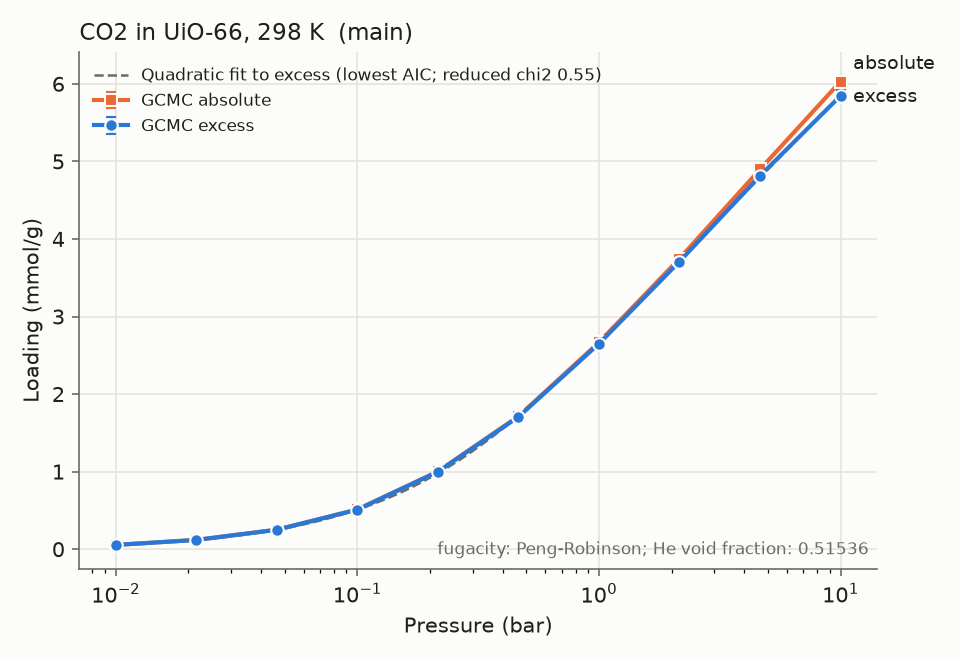 CO2 in UiO-66, 298 K  (main)
Quadratic fit to excess (lowest AIC; reduced chi2 0.55)
GCMC absolute
GCMC excess
absolute
excess
Loading (mmol/g)
6
5
4
3
2
1
0
fugacity: Peng-Robinson; He void fraction: 0.51536
10⁻² 10⁻¹ 10⁰ 10¹
Pressure (bar)